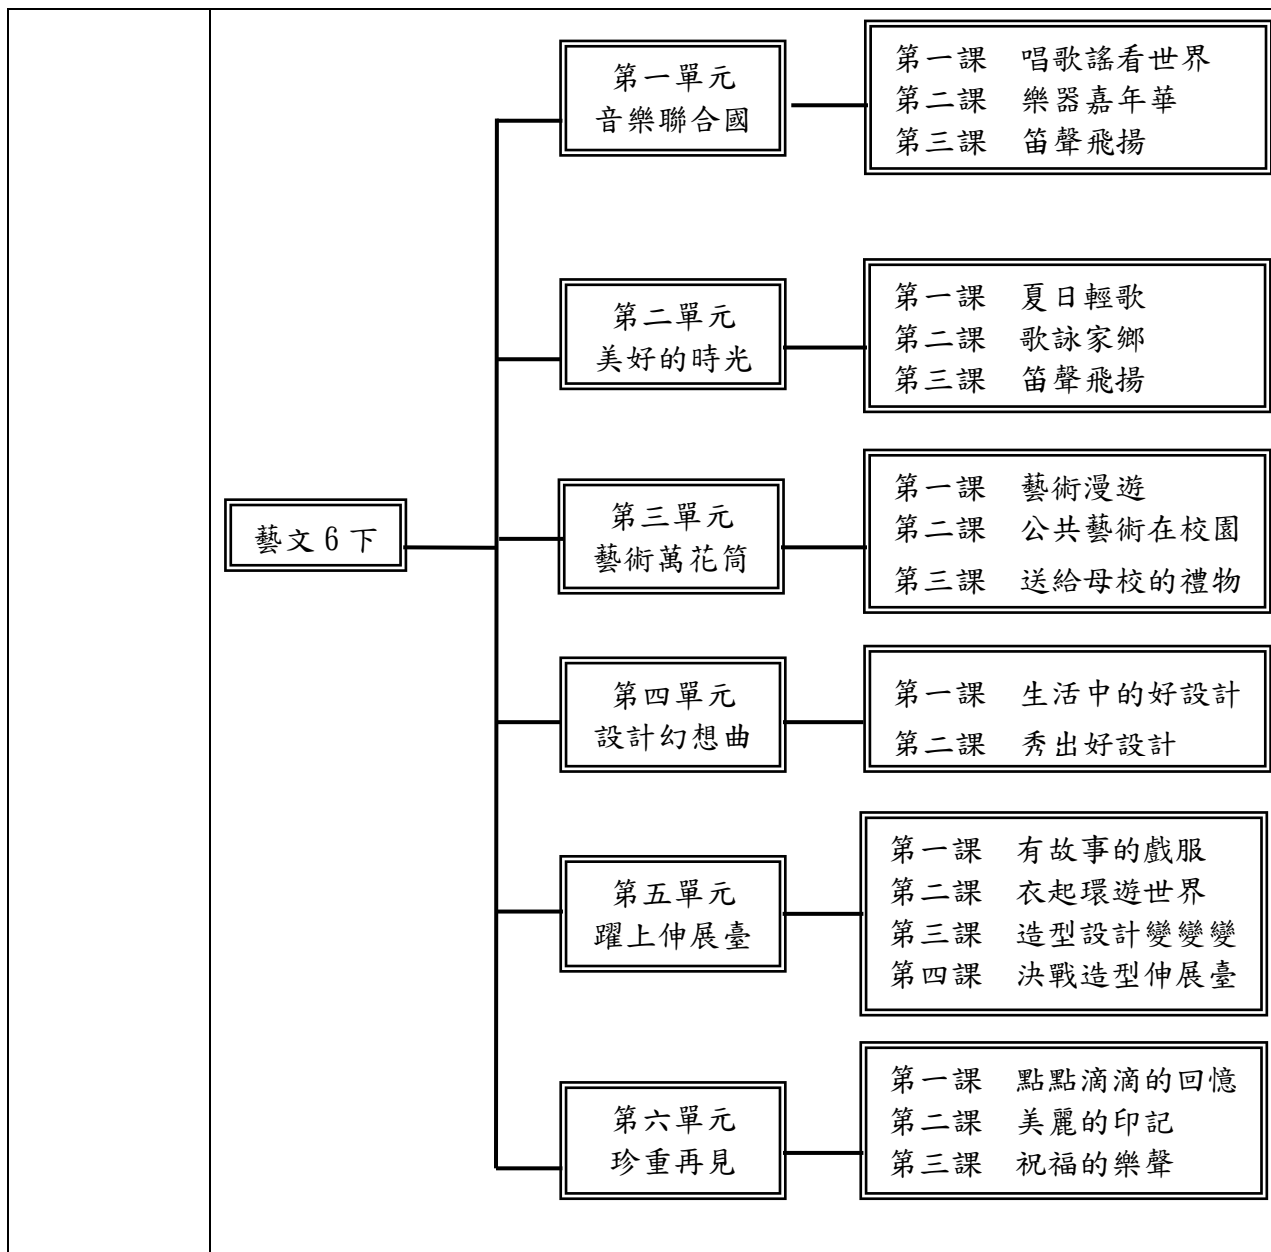 藝文 6 下
第一單元
音樂聯合國
第一課 唱歌謠看世界
第二課 樂器嘉年華
第三課 笛聲飛揚
第二單元
美好的時光
第一課 夏日輕歌
第二課 歌詠家鄉
第三課 笛聲飛揚
第三單元
藝術萬花筒
第一課 藝術漫遊
第二課 公共藝術在校園
第三課 送給母校的禮物
第四單元
設計幻想曲
第一課 生活中的好設計
第二課 秀出好設計
第五單元
躍上伸展臺
第一課 有故事的戲服
第二課 衣起環遊世界
第三課 造型設計變變變
第四課 決戰造型伸展臺
第六單元
珍重再見
第一課 點點滴滴的回憶
第二課 美麗的印記
第三課 祝福的樂聲